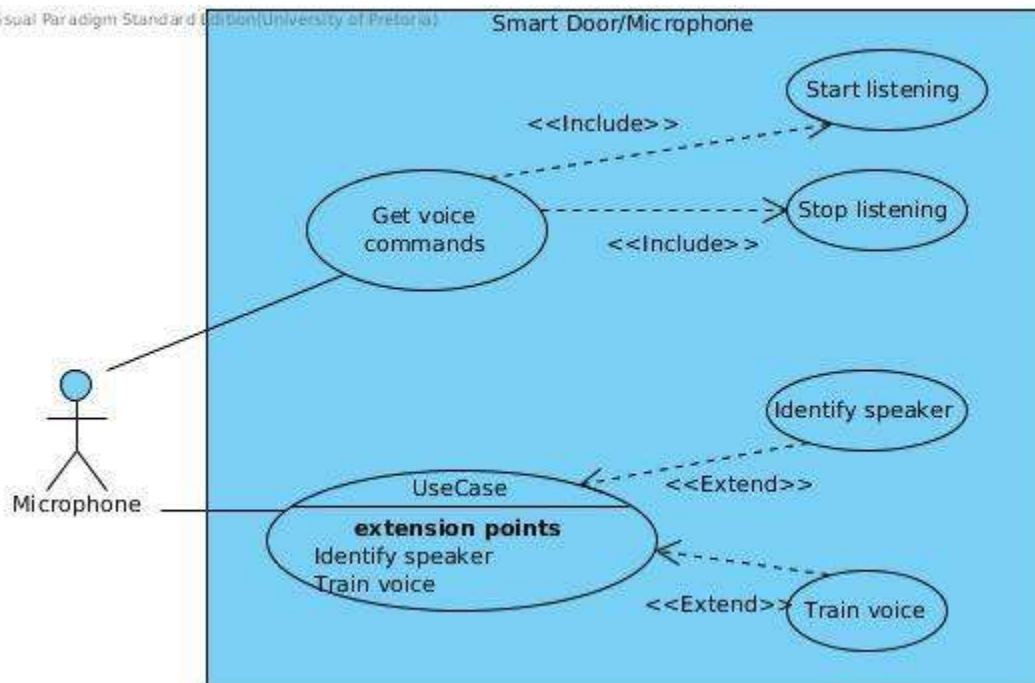 sual Paradigm Standard Edition(University of Pretoria)
Smart Door/Microphone
Start listening
<<Include>>
Get voice
commands
Stop listening
<<Include>>
Identify speaker
<<Extend>>
Microphone
UseCase
extension points
Identify speaker
Train voice
<<Extend>>
Train voice